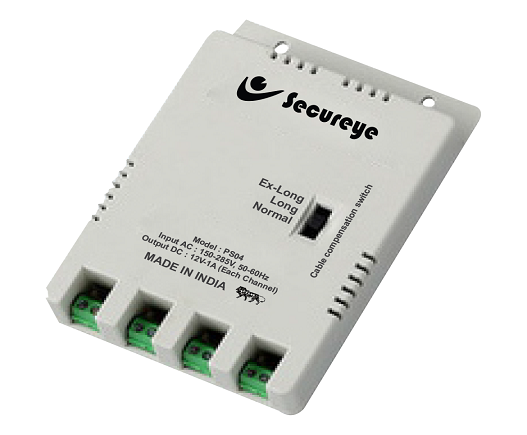 Secureye
Ex-Long
Long
Normal
Cable compensation switch
Model : PS04
Input AC : 150-285V, 50-60Hz
Output DC : 12V-1A (Each Channel)
MADE IN INDIA